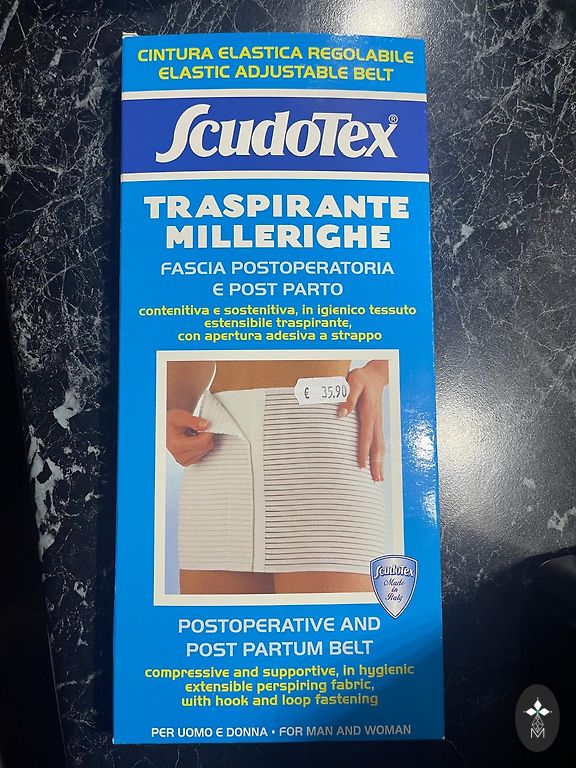 CINTURA ELASTICA REGOLABILE
ELASTIC ADJUSTABLE BELT
SCUDOTEX®
TRASPIRANTE
MILLERIGHE
FASCIA POSTOPERATORIA
E POST PARTO
contenitiva e sostenitiva, in igienico tessuto
estensibile traspirante,
con apertura adesiva a strappo
€ 35.90
SCUDOTEX
Made
in
Italy
POSTOPERATIVE AND
POST PARTUM BELT
compressive and supportive, in hygienic
extensible perspiring fabric,
with hook and loop fastening
PER UOMO E DONNA • FOR MAN AND WOMAN
M